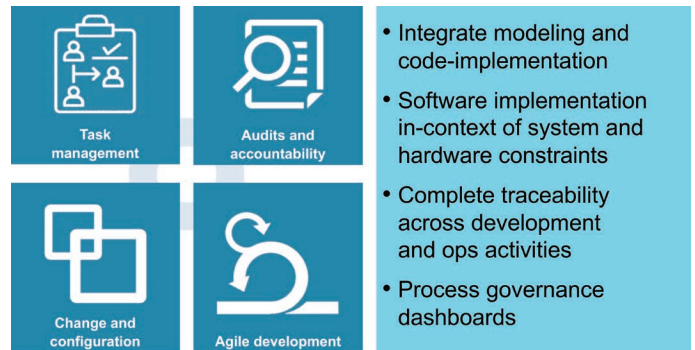 Task
management
Audits and
accountability
Change and
configuration
Agile development
• Integrate modeling and
code-implementation
• Software implementation
in-context of system and
hardware constraints
• Complete traceability
across development
and ops activities
• Process governance
dashboards